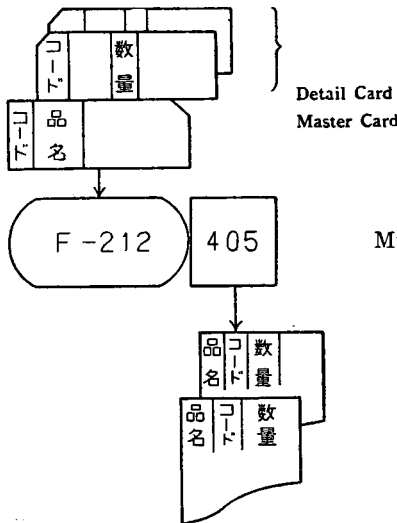 コード 数量
Detail Card
コード 品名
Master Card
F-212 405
M
品名 コード 数量
品名 コード 数量